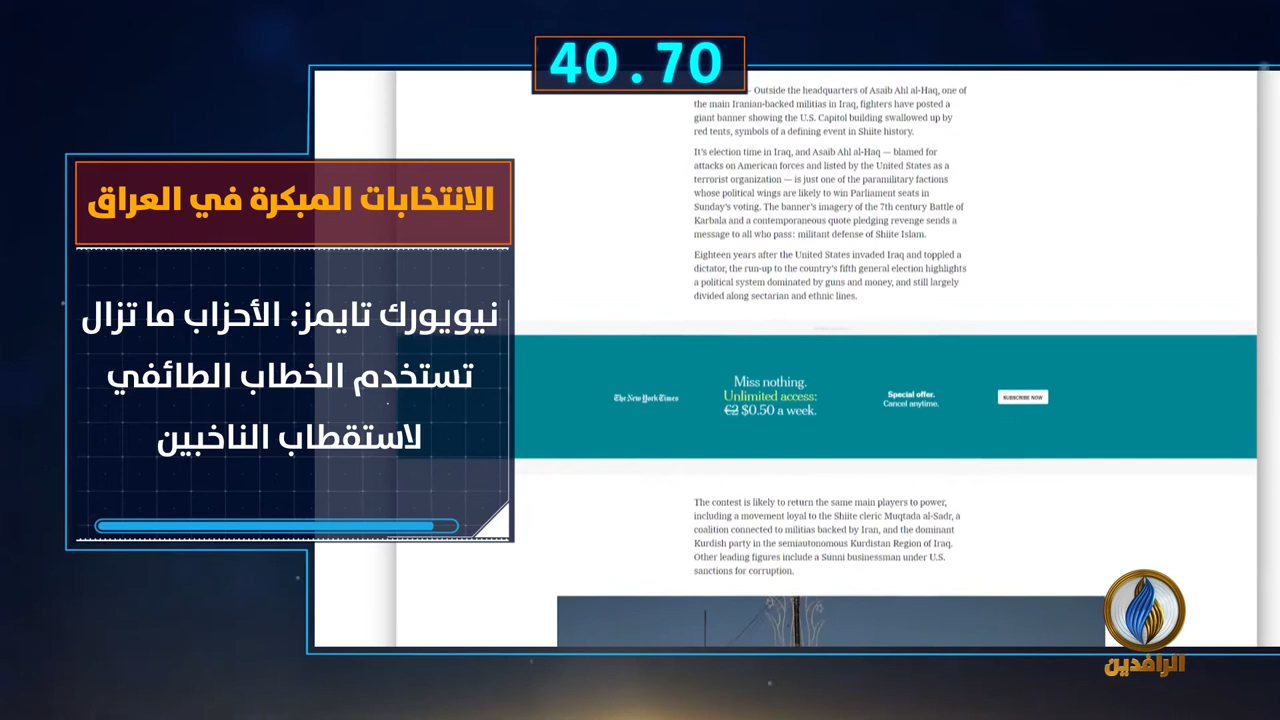 40.70
الانتخابات المبكرة في العراق
نيويورك تايمز: الأحزاب ما تزال
تستخدم الخطاب الطائفي
لاستقطاب الناخبين
— Outside the headquarters of Asaib Ahl al-Haq, one of
the main Iranian-backed militias in Iraq, fighters have posted a
giant banner showing the U.S. Capitol building swallowed up by
red tents, symbols of a defining event in Shiite history.
It's election time in Iraq, and Asaib Ahl al-Haq — blamed for
attacks on American forces and listed by the United States as a
terrorist organization — is just one of the paramilitary factions
whose political wings are likely to win Parliament seats in
Sunday's voting. The banner's imagery of the 7th century Battle of
Karbala and a contemporaneous quote pledging revenge sends a
message to all who pass: militant defense of Shiite Islam.
Eighteen years after the United States invaded Iraq and toppled a
dictator, the run-up to the country's fifth general election highlights
a political system dominated by guns and money, and still largely
divided along sectarian and ethnic lines.
The New York Times
Miss nothing.
Unlimited access:
€2 $0.50 a week.
Special offer.
Cancel anytime.
SUBSCRIBE NOW
The contest is likely to return the same main players to power,
including a movement loyal to the Shiite cleric Muqtada al-Sadr, a
coalition connected to militias backed by Iran, and the dominant
Kurdish party in the semiautonomous Kurdistan Region of Iraq.
Other leading figures include a Sunni businessman under U.S.
sanctions for corruption.
الرافدين